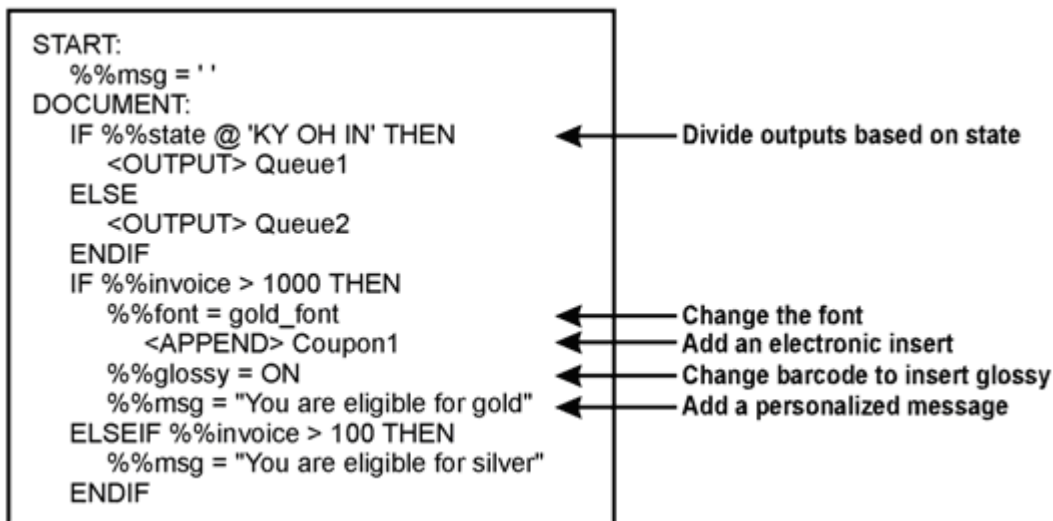 START:
%%msg = ' '
DOCUMENT:
IF %%state @ 'KY OH IN' THEN
Divide outputs based on state
<OUTPUT> Queue1
ELSE
<OUTPUT> Queue2
ENDIF
IF %%invoice > 1000 THEN
%%font = gold_font
Change the font
<APPEND> Coupon1
Add an electronic insert
%%glossy = ON
Change barcode to insert glossy
%%msg = "You are eligible for gold"
Add a personalized message
ELSEIF %%invoice > 100 THEN
%%msg = "You are eligible for silver"
ENDIF